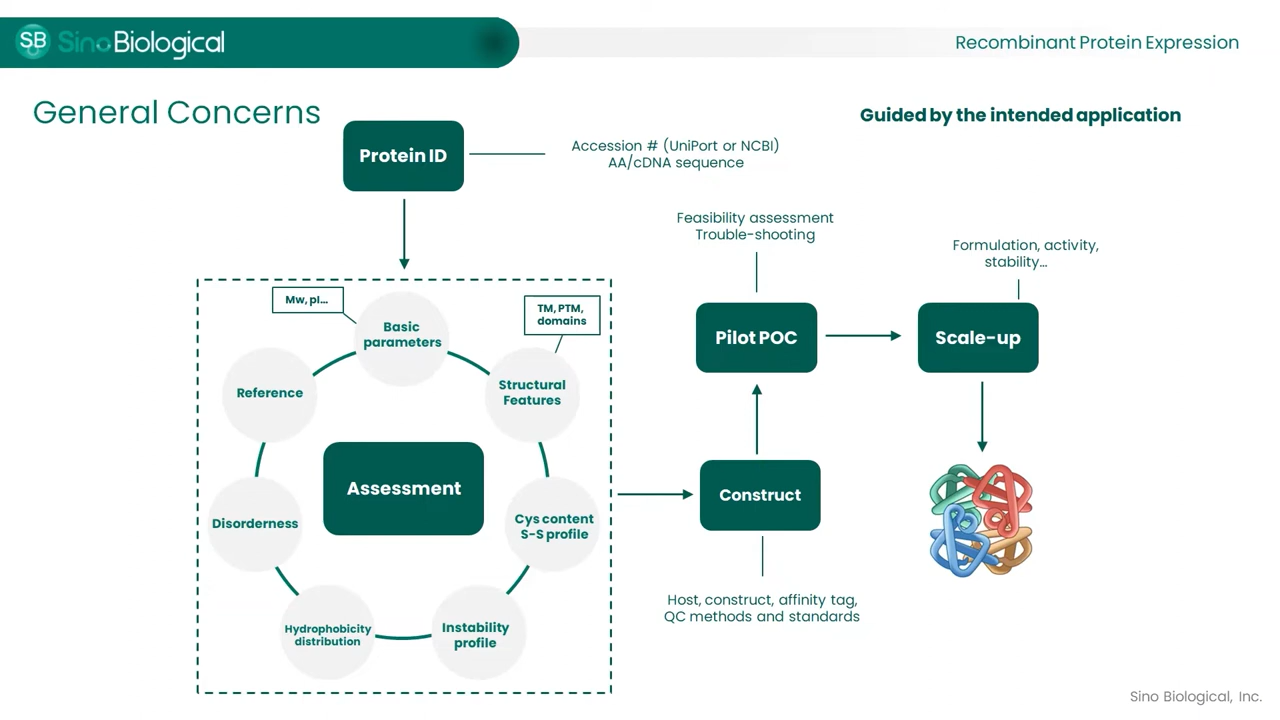 SB SinoBiological
Recombinant Protein Expression
General Concerns
Guided by the intended application
Protein ID
Accession # (UniPort or NCBI)
AA/cDNA sequence
Feasibility assessment
Trouble-shooting
Formulation, activity,
stability...
Mw, pI...
TM, PTM,
domains
Basic
parameters
Reference
Structural
Features
Pilot POC
Scale-up
Assessment
Construct
Disorderness
Cys content
S-S profile
Hydrophobicity
distribution
Instability
profile
Host, construct, affinity tag,
QC methods and standards
Sino Biological, Inc.